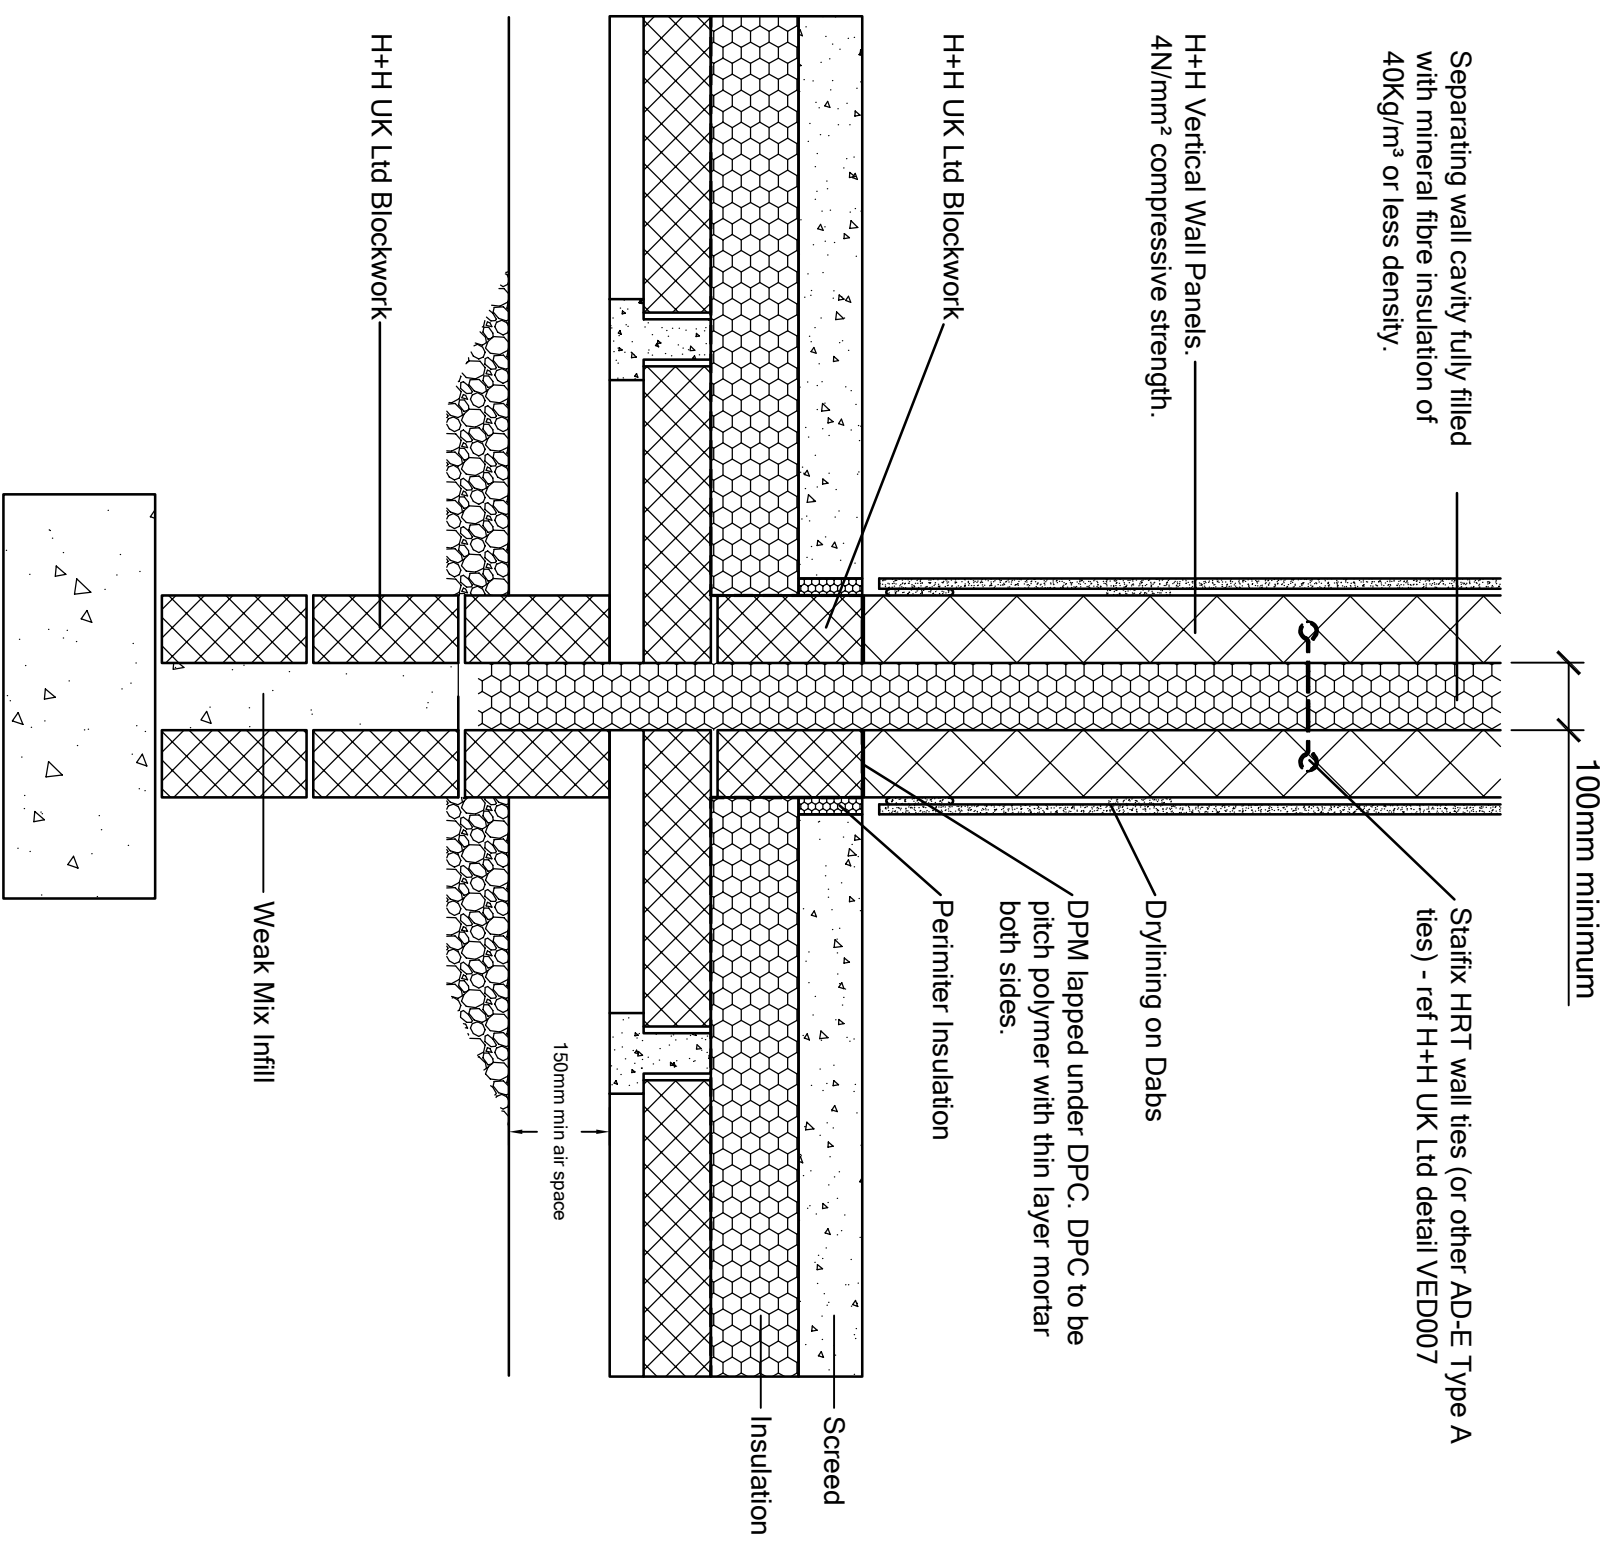 100mm minimum
Separating wall cavity fully filled
with mineral fibre insulation of
40Kg/m³ or less density.
Staifix HRT wall ties (or other AD-E Type A
ties) - ref H+H UK Ltd detail VED007
H+H Vertical Wall Panels.
4N/mm² compressive strength.
Drylining on Dabs
DPM lapped under DPC. DPC to be
pitch polymer with thin layer mortar
both sides.
H+H UK Ltd Blockwork
Perimiter Insulation
Screed
Insulation
150mm min air space
H+H UK Ltd Blockwork
Weak Mix Infill